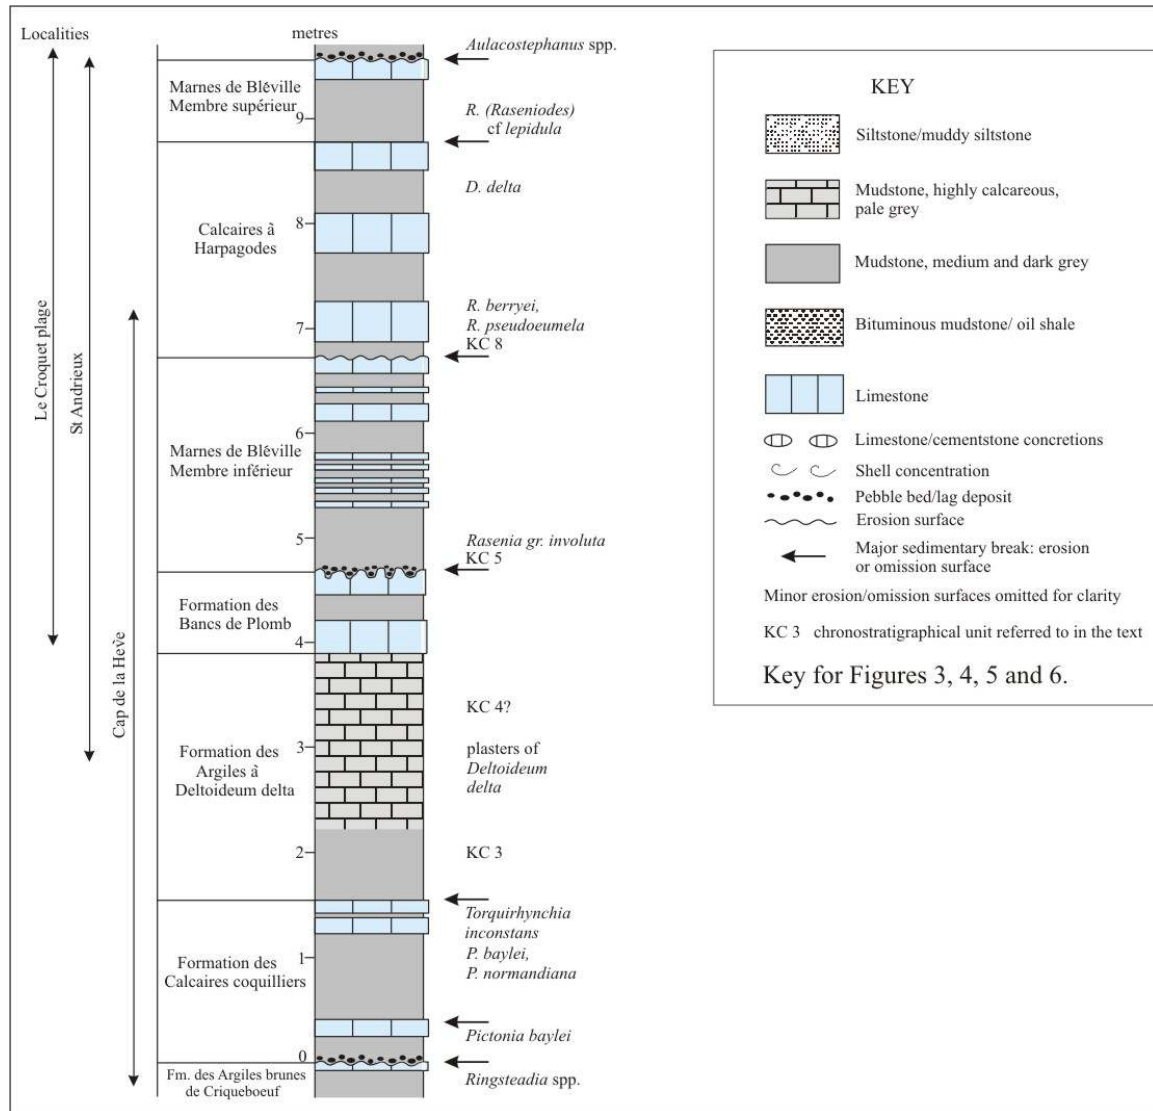 Localities
metres
Le Croquet plage
St Andrieux
Cap de la Hève
Marnes de Bléville
Membre supérieur
Calcaires à
Harpagodes
Marnes de Bléville
Membre inférieur
Formation des
Bancs de Plomb
Formation des
Argiles à
Deltoideum delta
Formation des
Calcaires coquilliers
Fm. des Argiles brunes
de Criqueboeuf
9
8
7
6
5
4
3
2
1
0
Aulacostephanus spp.
R. (Raseniodes)
cf lepidula
D. delta
R. berryei,
R. pseudoeumela
KC 8
Rasenia gr. involuta
KC 5
KC 4?
plasters of
Deltoideum
delta
KC 3
Torquirhynchia
inconstans
P. baylei,
P. normandiana
Pictonia baylei
Ringsteadia spp.
KEY
Siltstone/muddy siltstone
Mudstone, highly calcareous,
pale grey
Mudstone, medium and dark grey
Bituminous mudstone/ oil shale
Limestone
Limestone/cementstone concretions
Shell concentration
Pebble bed/lag deposit
Erosion surface
Major sedimentary break: erosion
or omission surface
Minor erosion/omission surfaces omitted for clarity
KC 3 chronostratigraphical unit referred to in the text
Key for Figures 3, 4, 5 and 6.